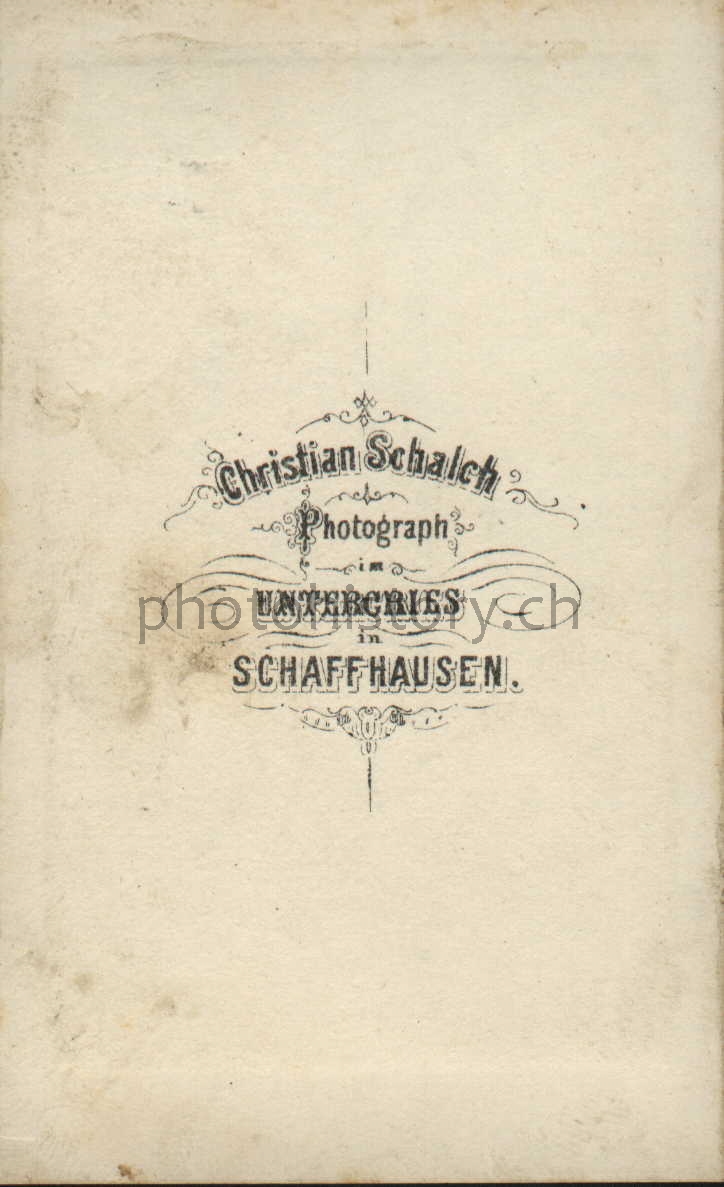 Christian Schalch
Photograph
im
UNTERGRIES
in
SCHAFFHAUSEN.
photohistory.ch